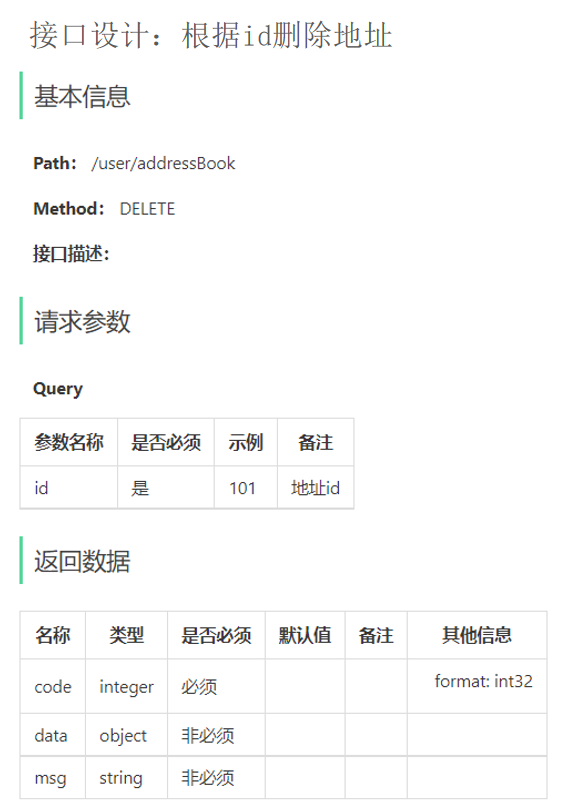 接口设计：根据id删除地址
基本信息
Path： /user/addressBook
Method： DELETE
接口描述：
请求参数
Query
参数名称 是否必须 示例 备注
id 是 101 地址id
返回数据
名称 类型 是否必须 默认值 备注 其他信息
code integer 必须 format: int32
data object 非必须
msg string 非必须